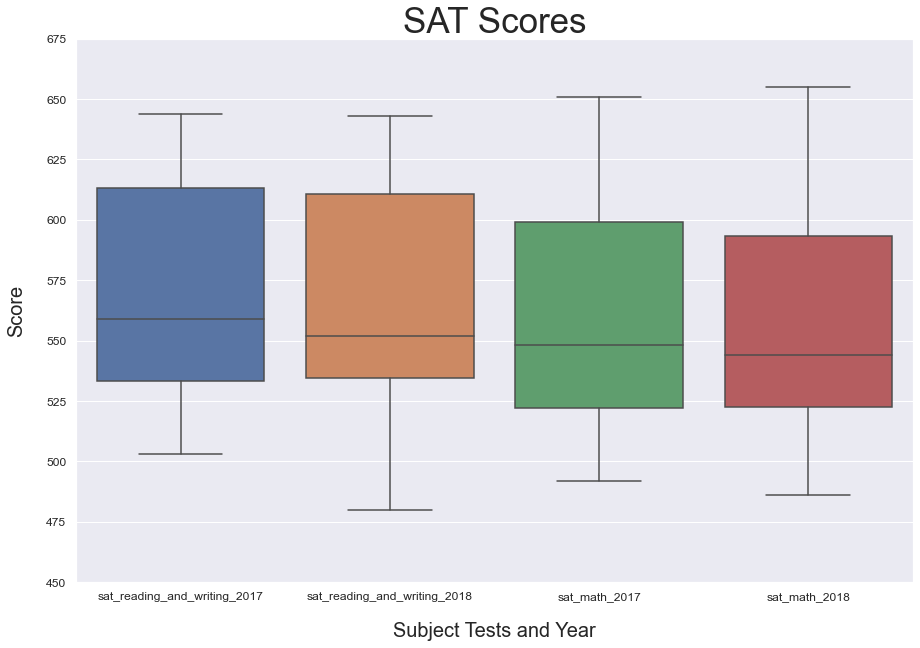 SAT Scores
675
650
625
600
575
550
525
500
475
450
Score
sat_reading_and_writing_2017 sat_reading_and_writing_2018 sat_math_2017 sat_math_2018
Subject Tests and Year